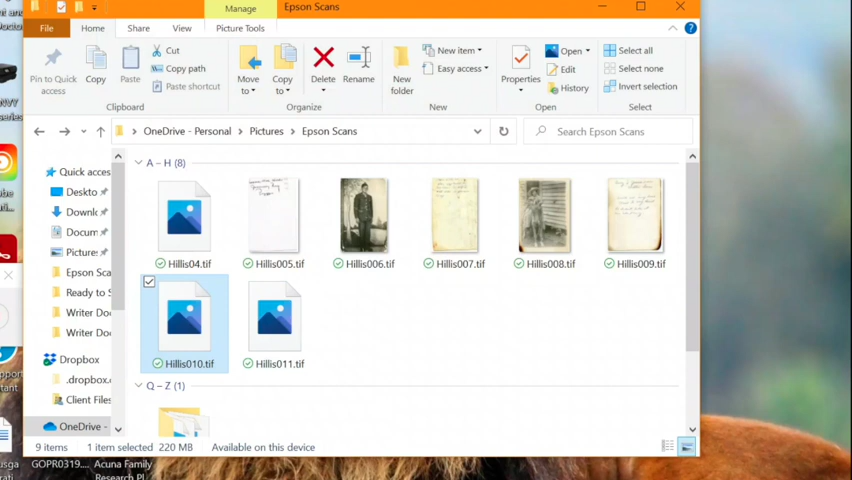 Manage
Epson Scans
File
Home
Share
View
Picture Tools
Pin to Quick
access
Copy
Paste
Cut
Copy path
Paste shortcut
Clipboard
Move
to
Copy
to
Delete
Rename
Organize
New
folder
New item
Easy access
New
Properties
Open
Edit
History
Open
Select all
Select none
Invert selection
Select
OneDrive - Personal
Pictures
Epson Scans
Search Epson Scans
A – H (8)
Quick access
Deskto
Downlo
Docum
Pictures
Epson Sca
Ready to S
Writer Doc
Writer Doc
Dropbox
.dropbox.c
Client Files
OneDrive -
Hillis04.tif
Hillis005.tif
Hillis006.tif
Hillis007.tif
Hillis008.tif
Hillis009.tif
Hillis010.tif
Hillis011.tif
Q – Z (1)
9 items
1 item selected
220 MB
Available on this device
GOPR0319....
Acuna Family
Research Pl